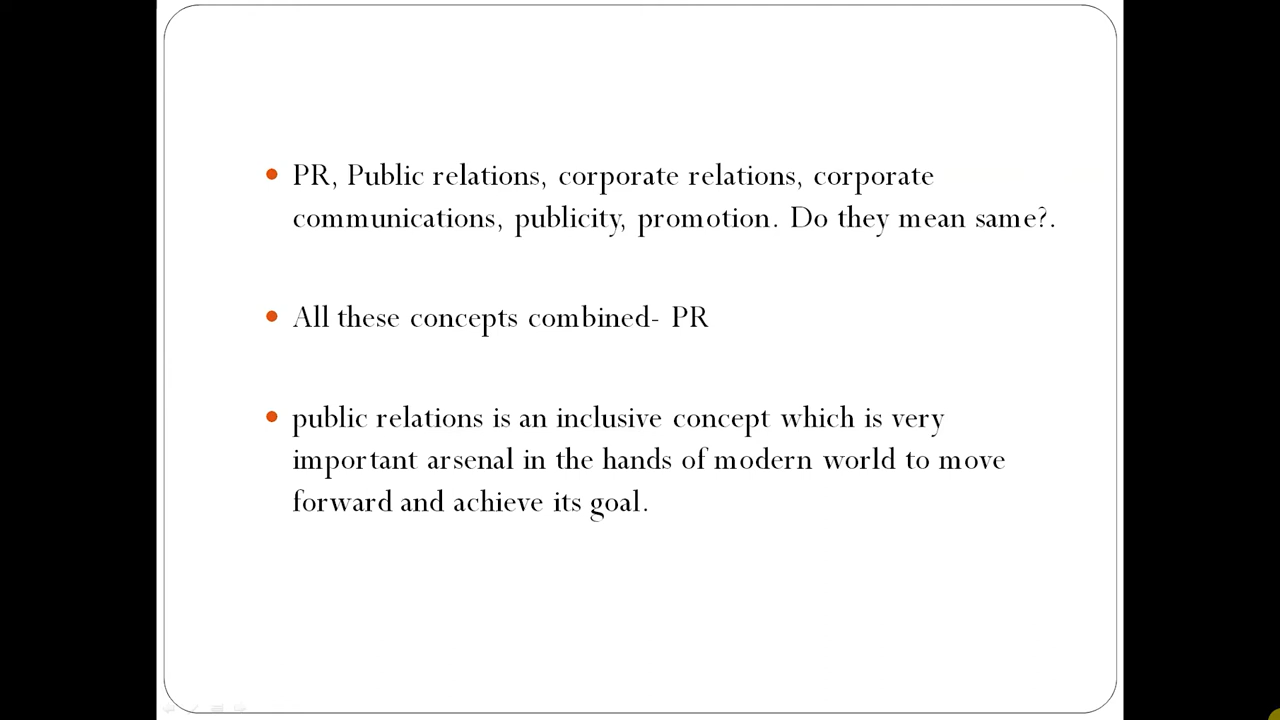 PR, Public relations, corporate relations, corporate
communications, publicity, promotion. Do they mean same?.
All these concepts combined- PR
public relations is an inclusive concept which is very
important arsenal in the hands of modern world to move
forward and achieve its goal.